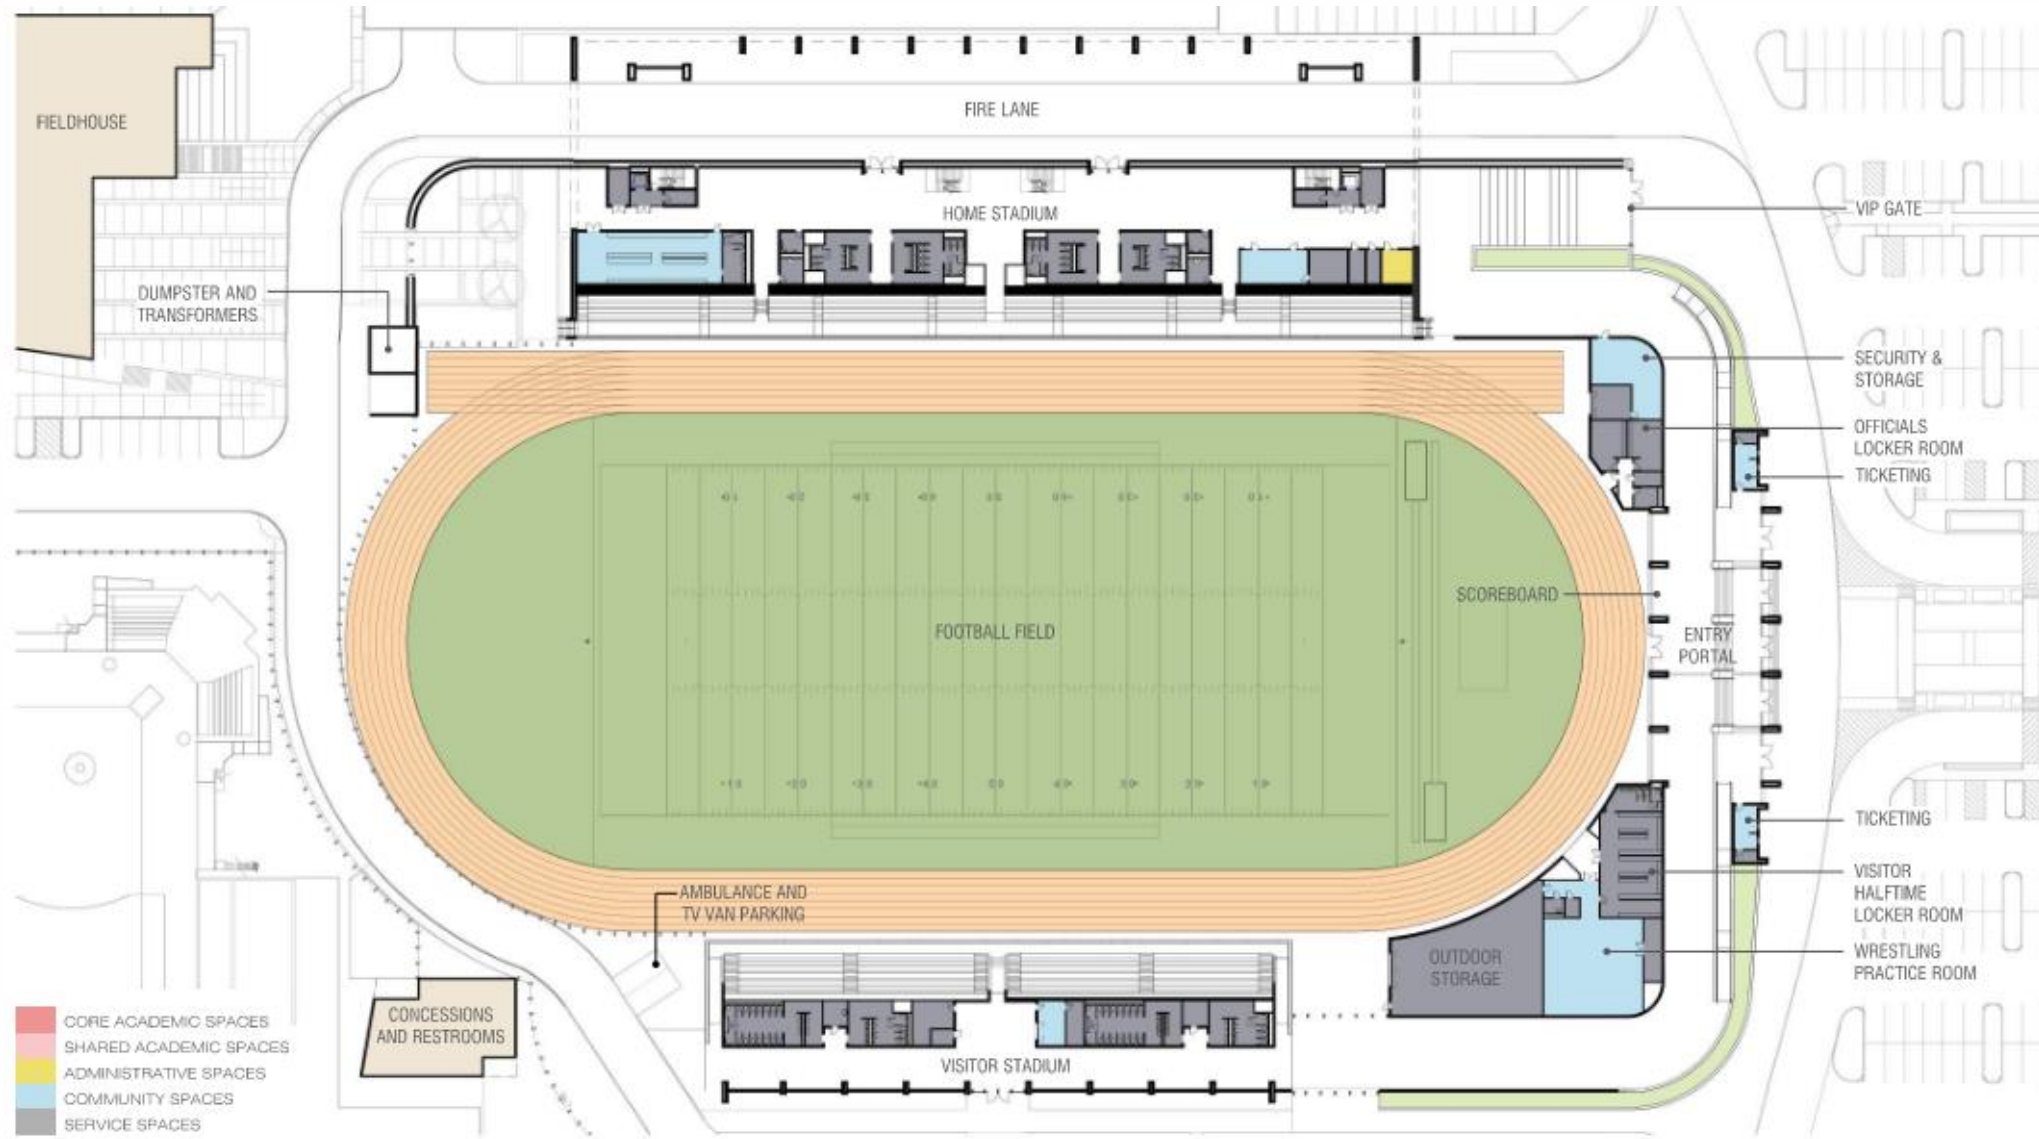 FIELDHOUSE
FIRE LANE
HOME STADIUM
VIP GATE
DUMPSTER AND
TRANSFORMERS
SECURITY &
STORAGE
OFFICIALS
LOCKER ROOM
TICKETING
SCOREBOARD
FOOTBALL FIELD
ENTRY
PORTAL
TICKETING
VISITOR
HALFTIME
LOCKER ROOM
AMBULANCE AND
TV VAN PARKING
WRESTLING
PRACTICE ROOM
OUTDOOR
STORAGE
CONCESSIONS
AND RESTROOMS
VISITOR STADIUM
CORE ACADEMIC SPACES
SHARED ACADEMIC SPACES
ADMINISTRATIVE SPACES
COMMUNITY SPACES
SERVICE SPACES